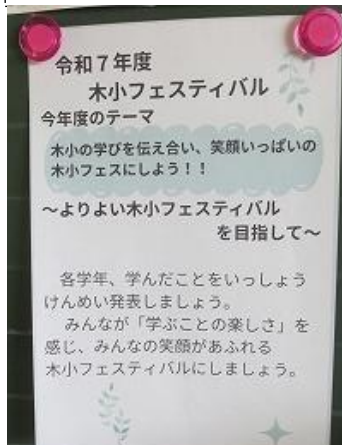 令和7年度
木小フェスティバル
今年度のテーマ
木小の学びを伝え合い、笑顔いっぱいの
木小フェスにしよう！！
～よりよい木小フェスティバル
を目指して～
各学年、学んだことをいっしょう
けんめい発表しましょう。
みんなが「学ぶことの楽しさ」を
感じ、みんなの笑顔があふれる
木小フェスティバルにしましょう。